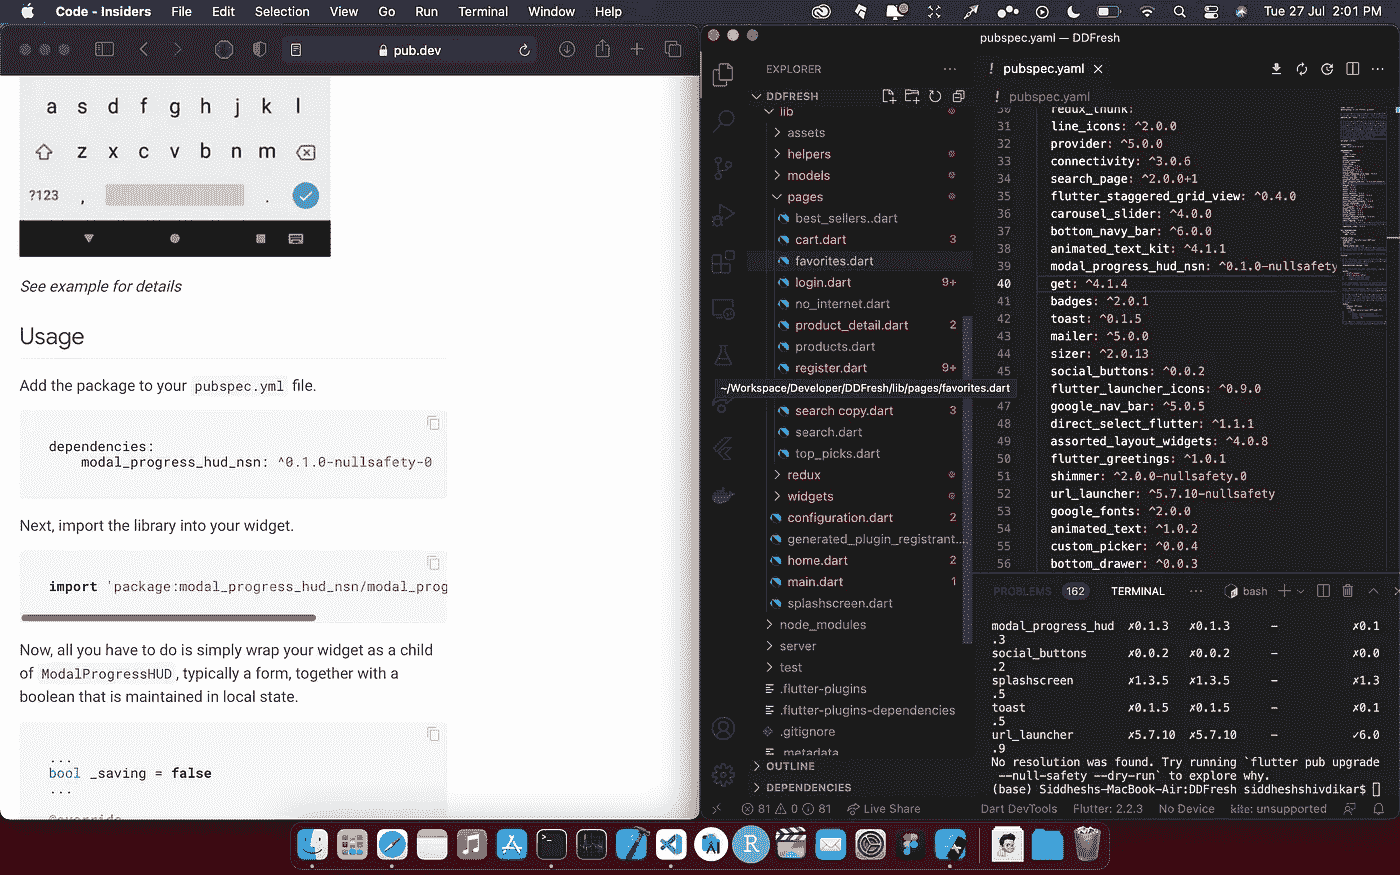 Code - Insiders File Edit Selection View Go Run Terminal Window Help
Tue 27 Jul 2:01 PM
pub.dev
a s d f g h j k l
z x c v b n m
?123 , .
See example for details
Usage
Add the package to your pubspec.yml file.
dependencies:
modal_progress_hud_nsn: ^0.1.0-nullsafety-0
Next, import the library into your widget.
import 'package:modal_progress_hud_nsn/modal_prog
Now, all you have to do is simply wrap your widget as a child
of ModalProgressHUD, typically a form, together with a
boolean that is maintained in local state.
...
bool _saving = false
...
@override
pubspec.yaml — DDFresh
EXPLORER
DDFRESH
lib
assets
helpers
models
pages
best_sellers..dart
cart.dart 3
favorites.dart
login.dart 9+
no_internet.dart
product_detail.dart 2
products.dart
register.dart 9+
~/Workspace/Developer/DDFresh/lib/pages/favorites.dart
search copy.dart 3
search.dart
top_picks.dart
redux
widgets
configuration.dart 2
generated_plugin_registrant...
home.dart 2
main.dart 1
splashscreen.dart
node_modules
server
test
.flutter-plugins
.flutter-plugins-dependencies
.gitignore
.metadata
OUTLINE
DEPENDENCIES
! pubspec.yaml
! pubspec.yaml
30 redux_thunk:
31 line_icons: ^2.0.0
32 provider: ^5.0.0
33 connectivity: ^3.0.6
34 search_page: ^2.0.0+1
35 flutter_staggered_grid_view: ^0.4.0
36 carousel_slider: ^4.0.0
37 bottom_navy_bar: ^6.0.0
38 animated_text_kit: ^4.1.1
39 modal_progress_hud_nsn: ^0.1.0-nullsafety
40 get: ^4.1.4
41 badges: ^2.0.1
42 toast: ^0.1.5
43 mailer: ^5.0.0
44 sizer: ^2.0.13
45 social_buttons: ^0.0.2
flutter_launcher_icons: ^0.9.0
47 google_nav_bar: ^5.0.5
48 direct_select_flutter: ^1.1.1
49 assorted_layout_widgets: ^4.0.8
50 flutter_greetings: ^1.0.1
51 shimmer: ^2.0.0-nullsafety.0
52 url_launcher: ^5.7.10-nullsafety
53 google_fonts: ^2.0.0
54 animated_text: ^1.0.2
55 custom_picker: ^0.0.4
56 bottom_drawer: ^0.0.3
PROBLEMS 162 TERMINAL ... bash
modal_progress_hud ✗0.1.3 ✗0.1.3 – ✗0.1
.3
social_buttons ✗0.0.2 ✗0.0.2 – ✗0.0
.2
splashscreen ✗1.3.5 ✗1.3.5 – ✗1.3
.5
toast ✗0.1.5 ✗0.1.5 – ✗0.1
.5
url_launcher ✗5.7.10 ✗5.7.10 – ✓6.0
.9
No resolution was found. Try running `flutter pub upgrade
--null-safety --dry-run` to explore why.
(base) Siddheshs-MacBook-Air:DDFresh siddheshshivdikar$
81 0 81 Live Share Dart DevTools Flutter: 2.2.3 No Device kite: unsupported